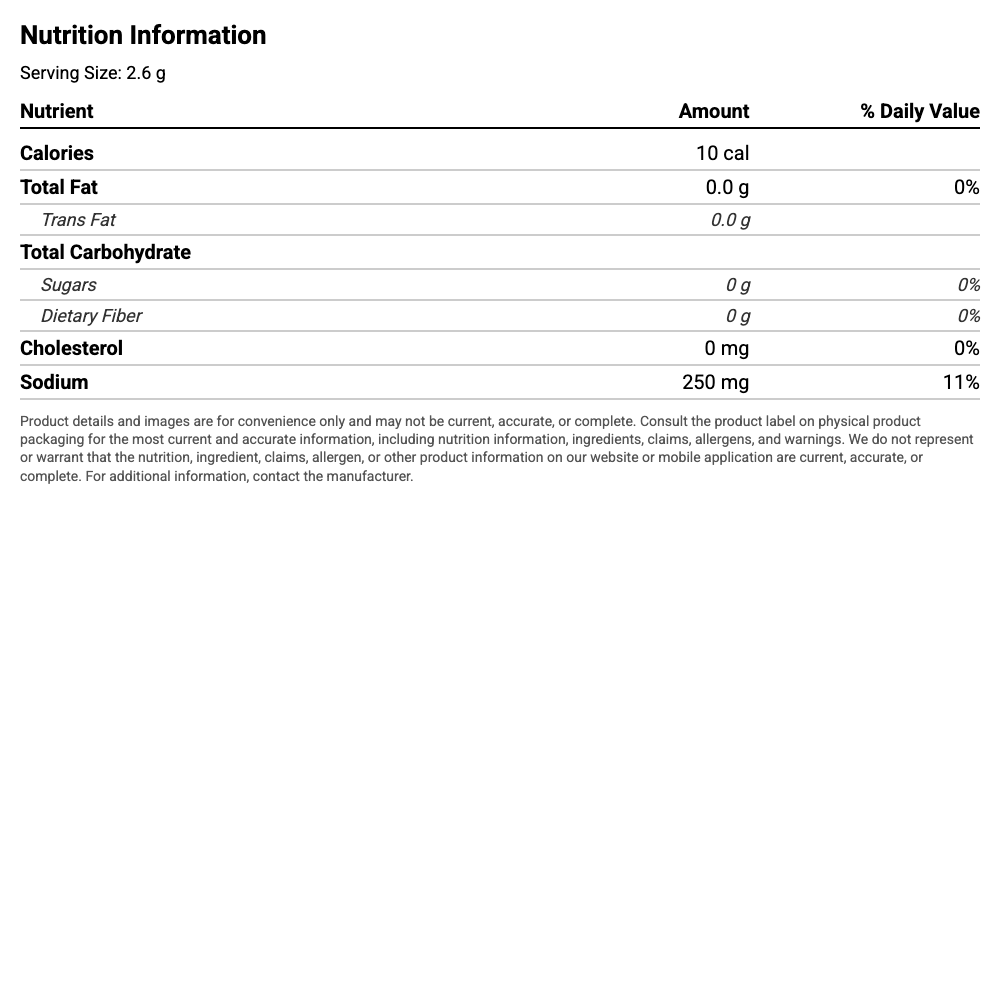 Nutrition Information
Serving Size: 2.6 g
Nutrient Amount % Daily Value
Calories 10 cal
Total Fat 0.0 g 0%
Trans Fat 0.0 g
Total Carbohydrate
Sugars 0 g 0%
Dietary Fiber 0 g 0%
Cholesterol 0 mg 0%
Sodium 250 mg 11%
Product details and images are for convenience only and may not be current, accurate, or complete. Consult the product label on physical product
packaging for the most current and accurate information, including nutrition information, ingredients, claims, allergens, and warnings. We do not represent
or warrant that the nutrition, ingredient, claims, allergen, or other product information on our website or mobile application are current, accurate, or
complete. For additional information, contact the manufacturer.